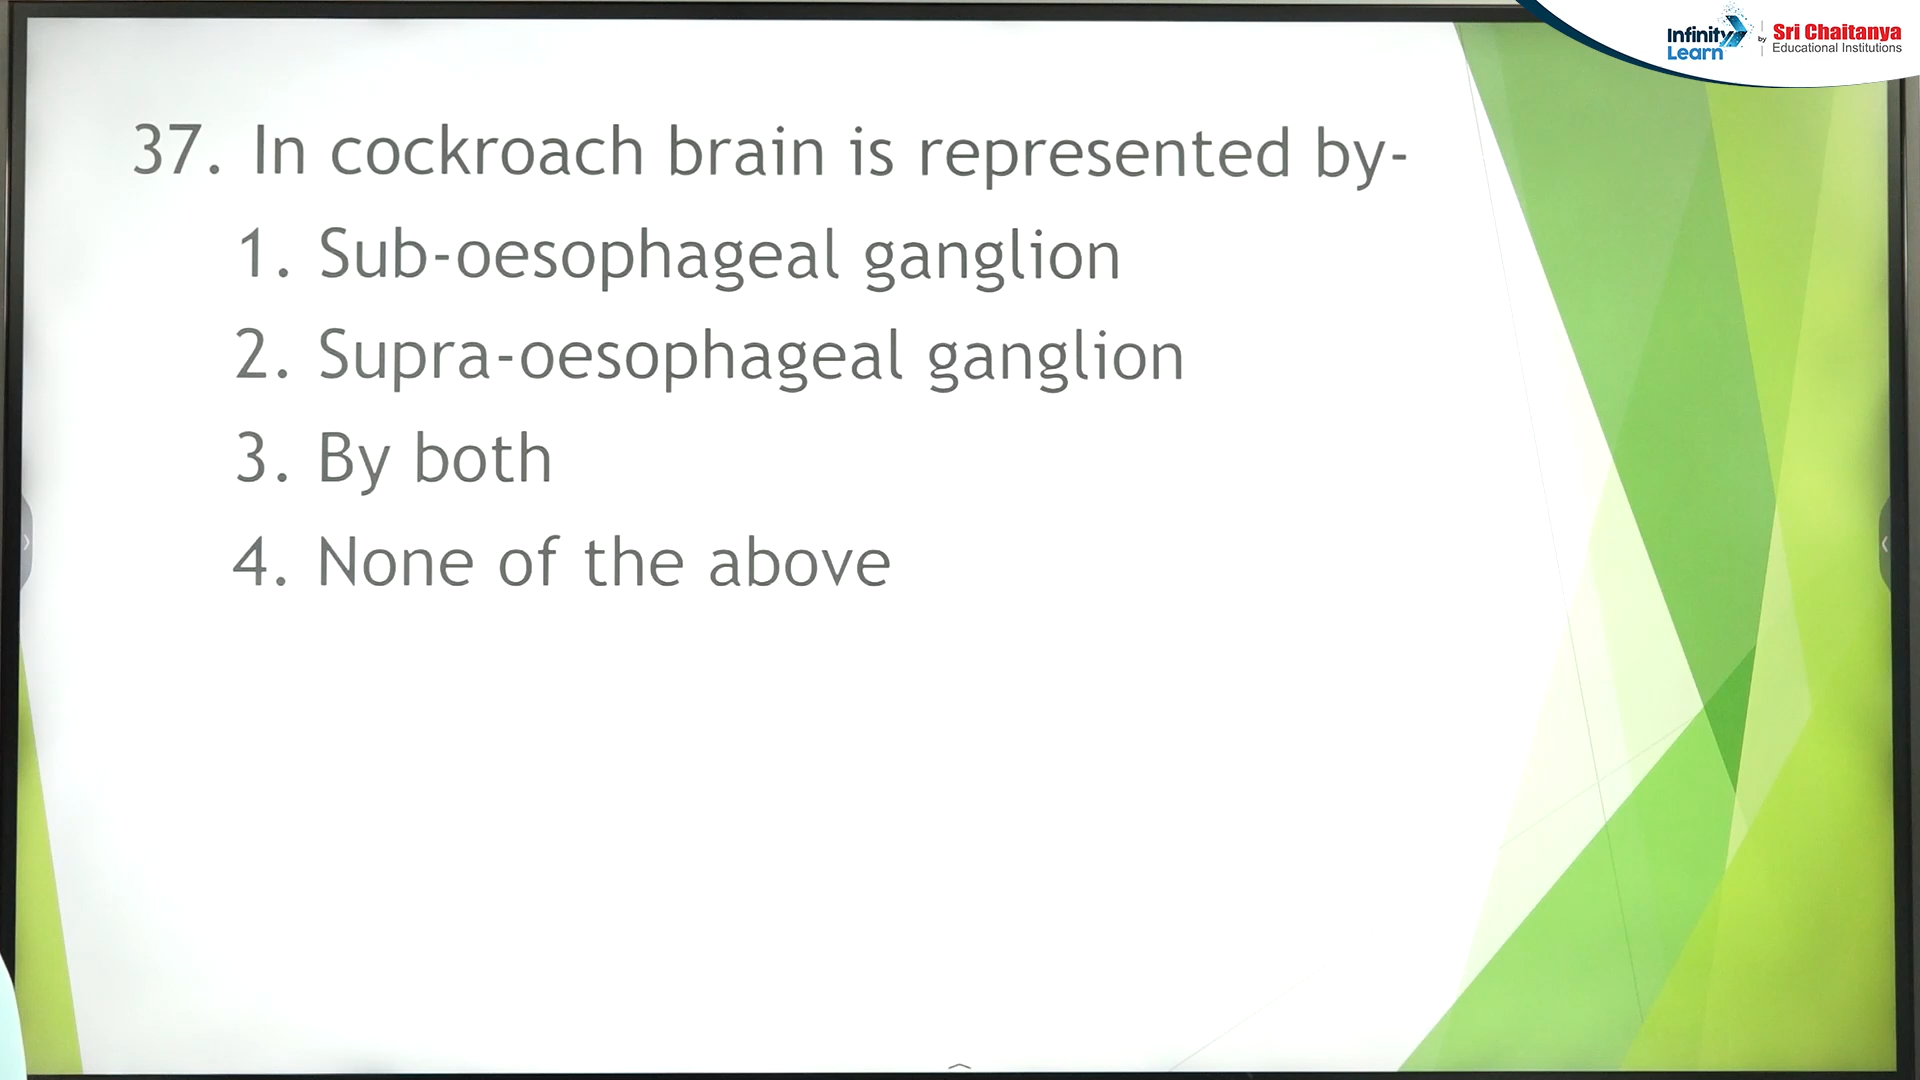 Infinity Learn by Sri Chaitanya Educational Institutions
37. In cockroach brain is represented by-
1. Sub-oesophageal ganglion
2. Supra-oesophageal ganglion
3. By both
4. None of the above